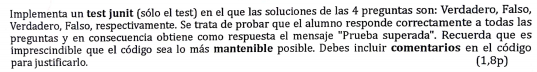 Implementa un test junit (sólo el test) en el que las soluciones de las 4 preguntas son: Verdadero, Falso,
Verdadero, Falso, respectivamente. Se trata de probar que el alumno responde correctamente a todas las
preguntas y en consecuencia obtiene como respuesta el mensaje "Prueba superada". Recuerda que es
imprescindible que el código sea lo más mantenible posible. Debes incluir comentarios en el código
para justificarlo. (1,8p)